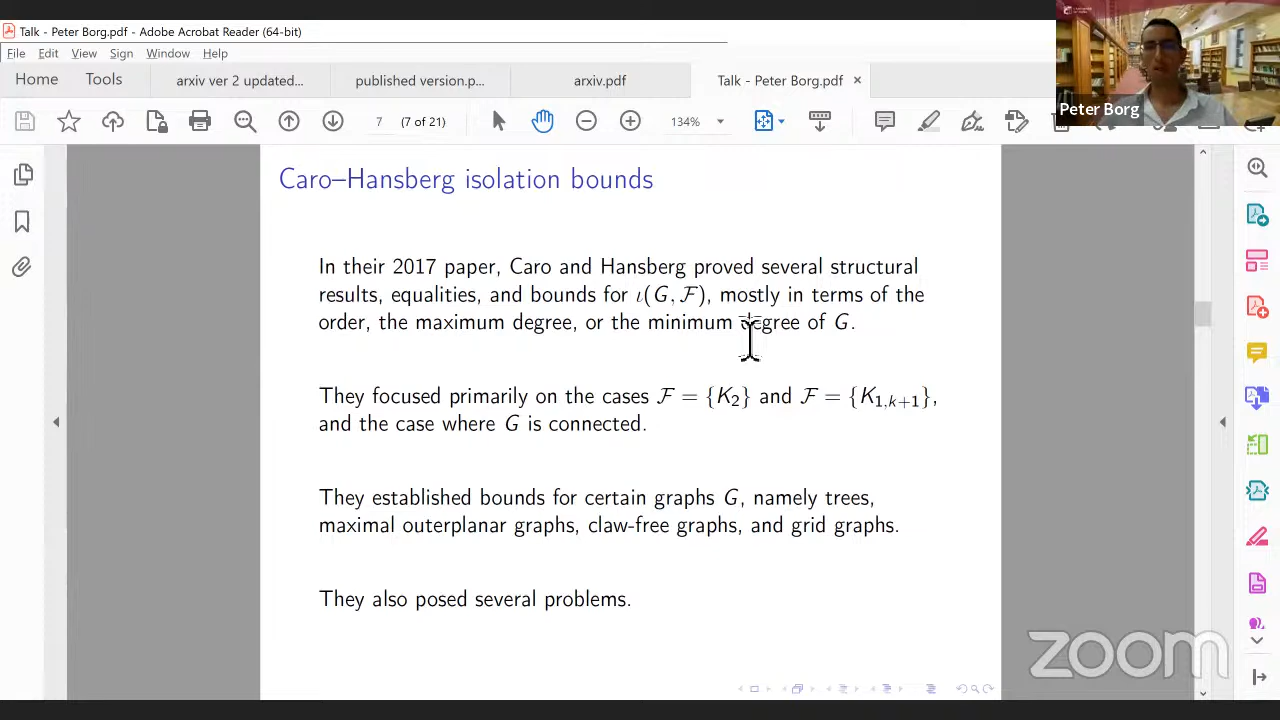 Talk - Peter Borg.pdf - Adobe Acrobat Reader (64-bit)
File Edit View Sign Window Help
Home Tools arxiv ver 2 updated... published version.p... arxiv.pdf Talk - Peter Borg.pdf ×
7 (7 of 21) 134%
Peter Borg
Caro–Hansberg isolation bounds
In their 2017 paper, Caro and Hansberg proved several structural
results, equalities, and bounds for ι(G, ℱ), mostly in terms of the
order, the maximum degree, or the minimum degree of G.
They focused primarily on the cases ℱ = {K₂} and ℱ = {K₁,ₖ₊₁},
and the case where G is connected.
They established bounds for certain graphs G, namely trees,
maximal outerplanar graphs, claw-free graphs, and grid graphs.
They also posed several problems.
zoom